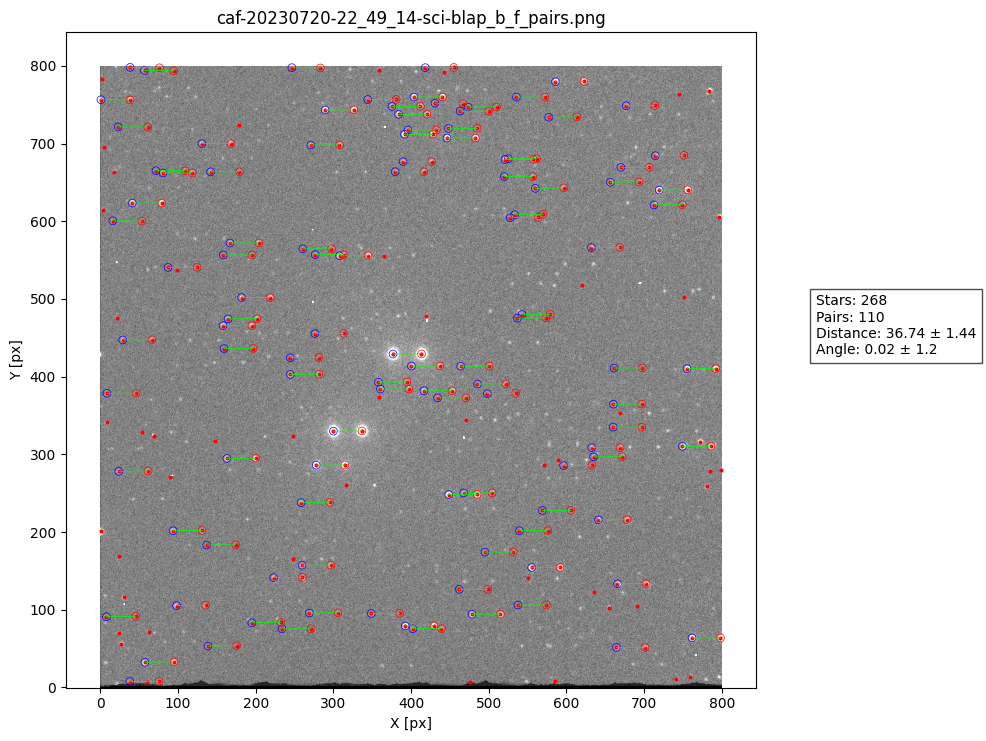 caf-20230720-22_49_14-sci-blap_b_f_pairs.png
800
700
600
500
400
300
200
100
0
Y [px]
0 100 200 300 400 500 600 700 800
X [px]
Stars: 268
Pairs: 110
Distance: 36.74 ± 1.44
Angle: 0.02 ± 1.2